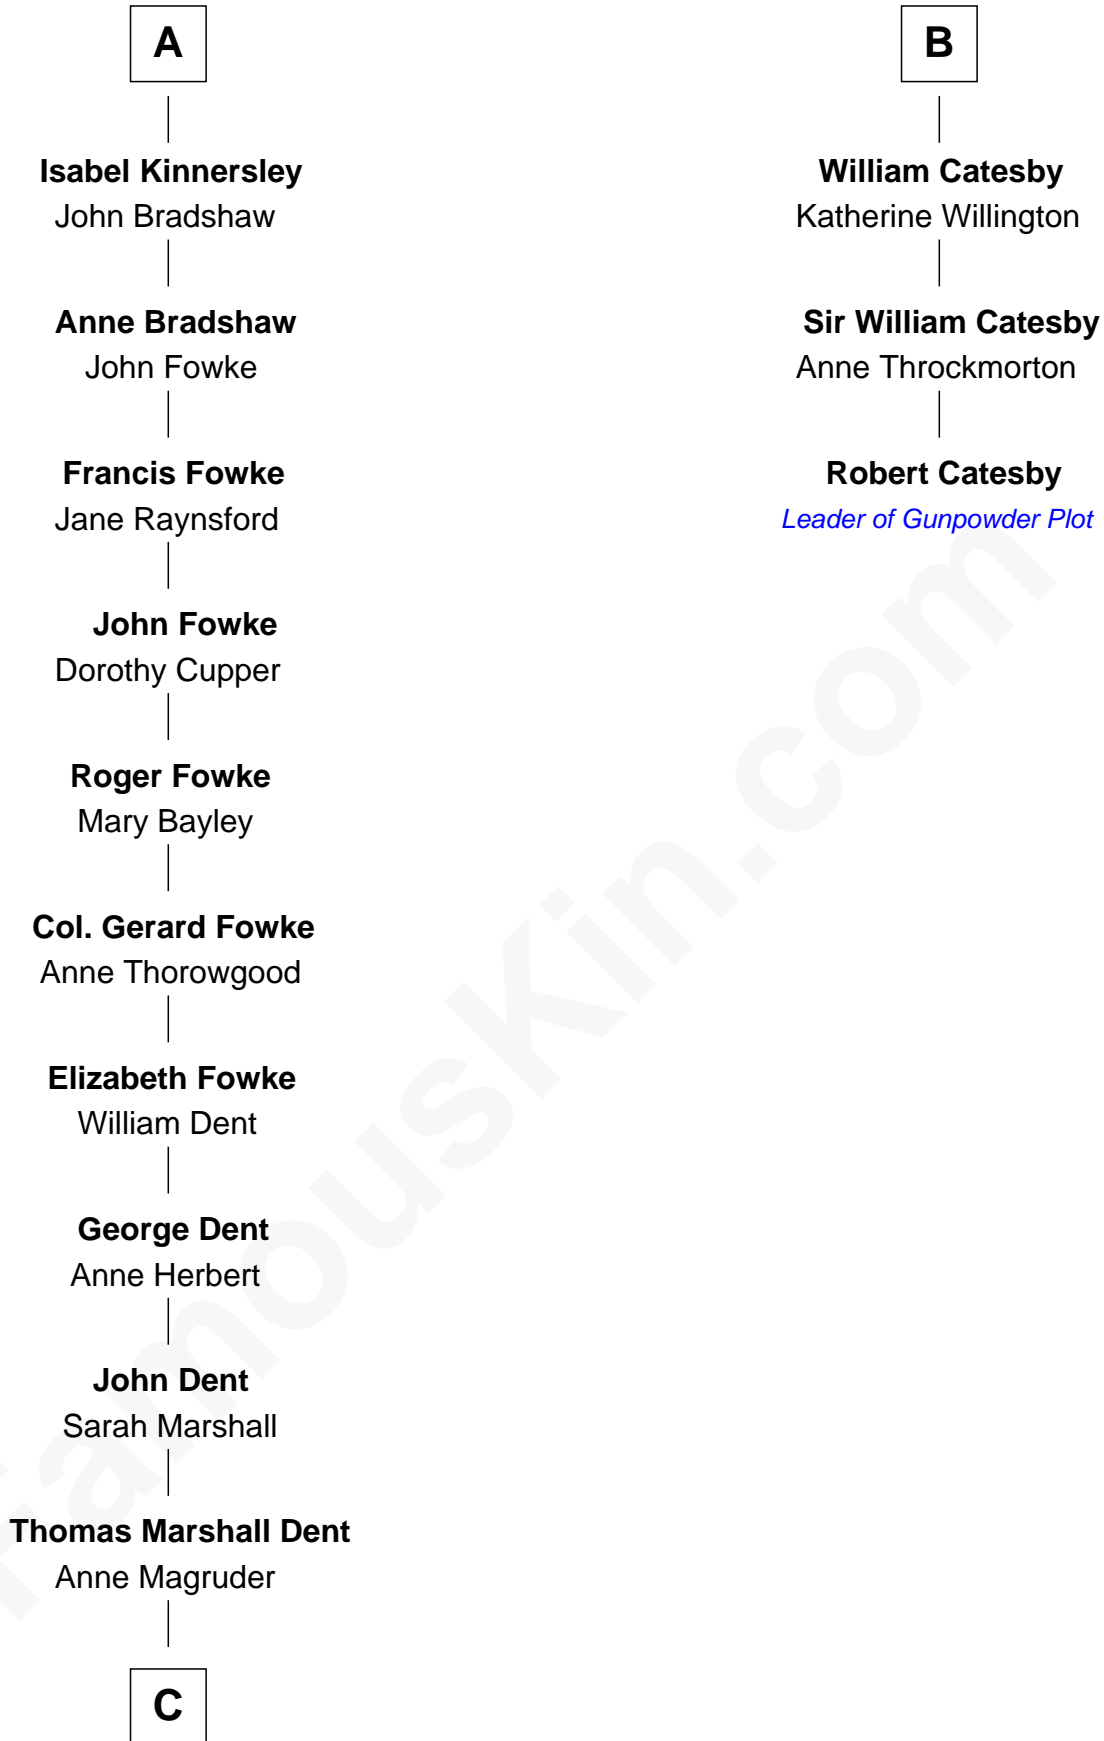 A
Isabel Kinnersley
John Bradshaw
Anne Bradshaw
John Fowke
Francis Fowke
Jane Raynsford
John Fowke
Dorothy Cupper
Roger Fowke
Mary Bayley
Col. Gerard Fowke
Anne Thorowgood
Elizabeth Fowke
William Dent
George Dent
Anne Herbert
John Dent
Sarah Marshall
Thomas Marshall Dent
Anne Magruder
C
B
William Catesby
Katherine Willington
Sir William Catesby
Anne Throckmorton
Robert Catesby
Leader of Gunpowder Plot
FamousKin.com